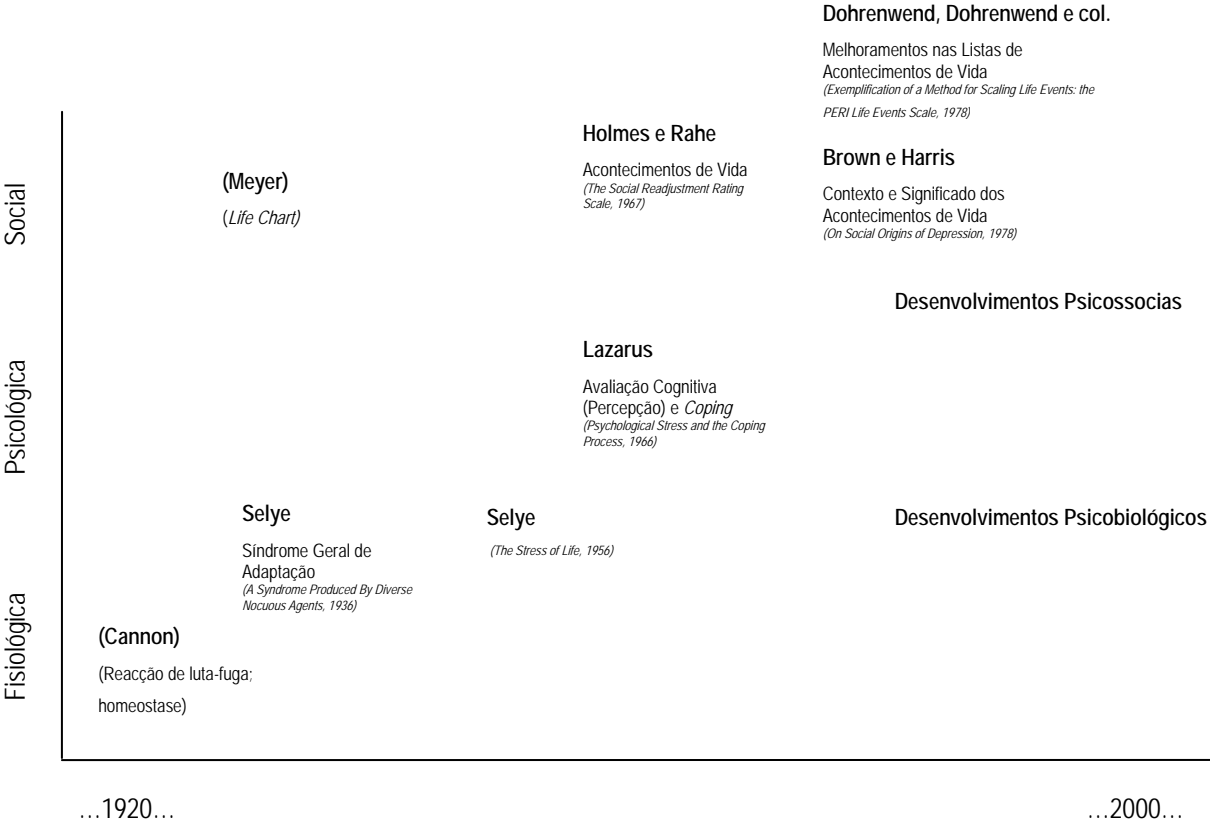 Dohrenwend, Dohrenwend e col.
Melhoramentos nas Listas de
Acontecimentos de Vida
(Exemplification of a Method for Scaling Life Events: the
PERI Life Events Scale, 1978)
Holmes e Rahe
Acontecimentos de Vida
(The Social Readjustment Rating
Scale, 1967)
Brown e Harris
Contexto e Significado dos
Acontecimentos de Vida
(On Social Origins of Depression, 1978)
(Meyer)
(Life Chart)
Social
Desenvolvimentos Psicossocias
Lazarus
Avaliação Cognitiva
(Percepção) e Coping
(Psychological Stress and the Coping
Process, 1966)
Psicológica
Selye
Síndrome Geral de
Adaptação
(A Syndrome Produced By Diverse
Nocuous Agents, 1936)
Selye
(The Stress of Life, 1956)
Desenvolvimentos Psicobiológicos
Fisiológica
(Cannon)
(Reacção de luta-fuga;
homeostase)
…1920…
…2000…